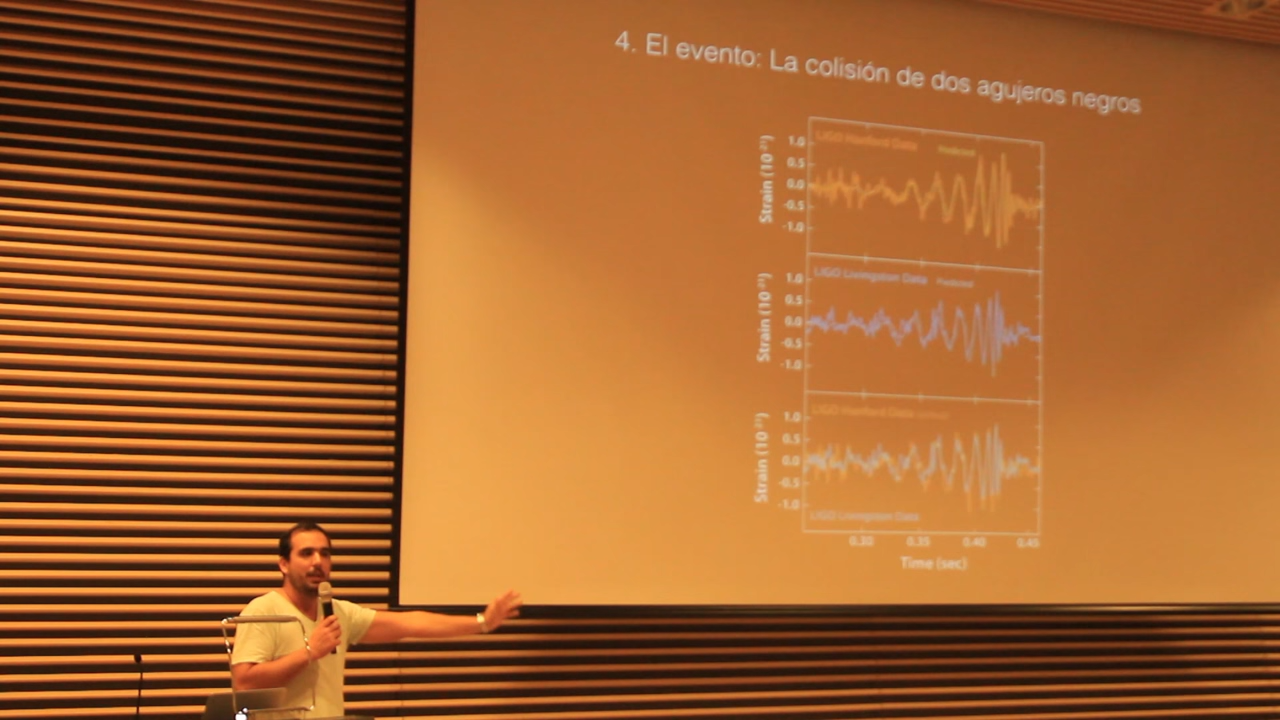 4. El evento: La colisión de dos agujeros negros
LIGO Hanford Data Predicted
1.0
0.5
0.0
-0.5
-1.0
Strain (10⁻²¹)
LIGO Livingston Data Predicted
1.0
0.5
0.0
-0.5
-1.0
Strain (10⁻²¹)
LIGO Hanford Data
1.0
0.5
0.0
-0.5
-1.0
Strain (10⁻²¹)
LIGO Livingston Data
0.30 0.35 0.40 0.45
Time (sec)